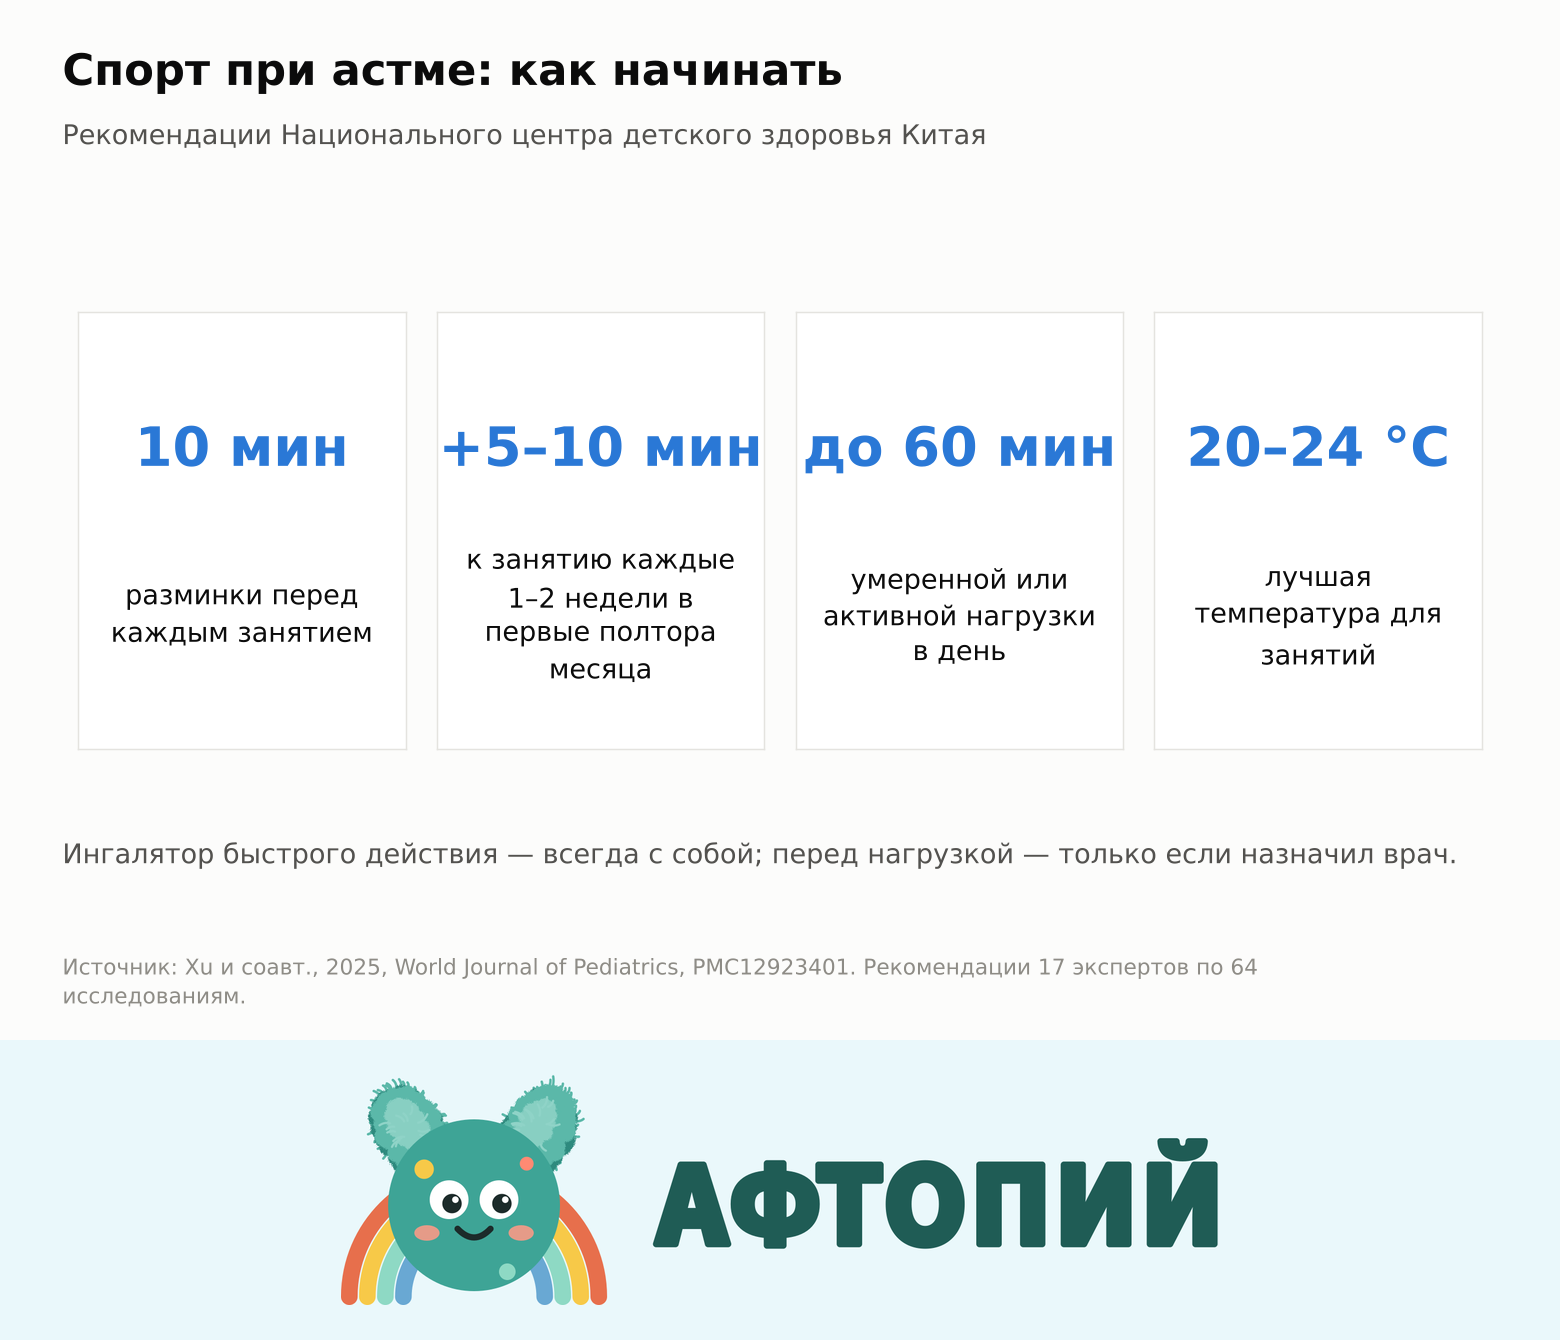 Спорт при астме: как начинать
Рекомендации Национального центра детского здоровья Китая
10 мин
разминки перед
каждым занятием
+5–10 мин
к занятию каждые
1–2 недели в
первые полтора
месяца
до 60 мин
умеренной или
активной нагрузки
в день
20–24 °C
лучшая
температура для
занятий
Ингалятор быстрого действия — всегда с собой; перед нагрузкой — только если назначил врач.
Источник: Xu и соавт., 2025, World Journal of Pediatrics, PMC12923401. Рекомендации 17 экспертов по 64
исследованиям.
АФТОПИЙ